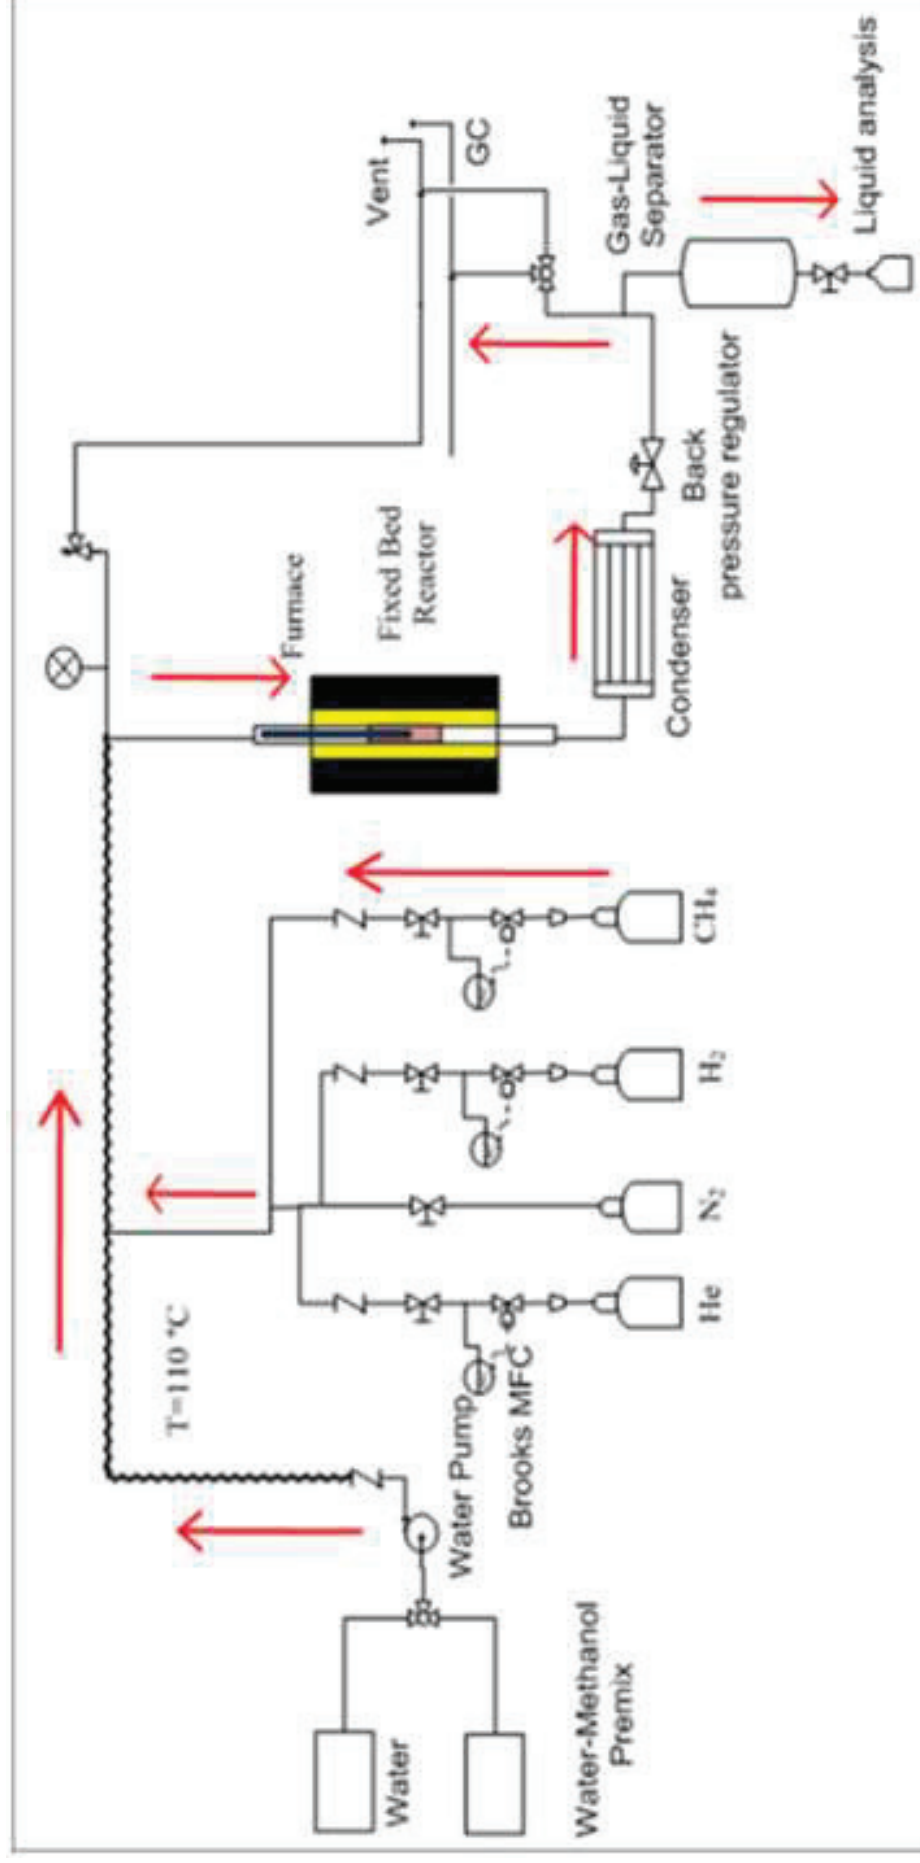 Water
Water-Methanol
Premix
Water Pump
Brooks MFC
T=110 °C
He
N₂
H₂
CH₄
Furnace
Fixed Bed
Reactor
Condenser
Back
pressure regulator
Vent
GC
Gas-Liquid
Separator
Liquid analysis